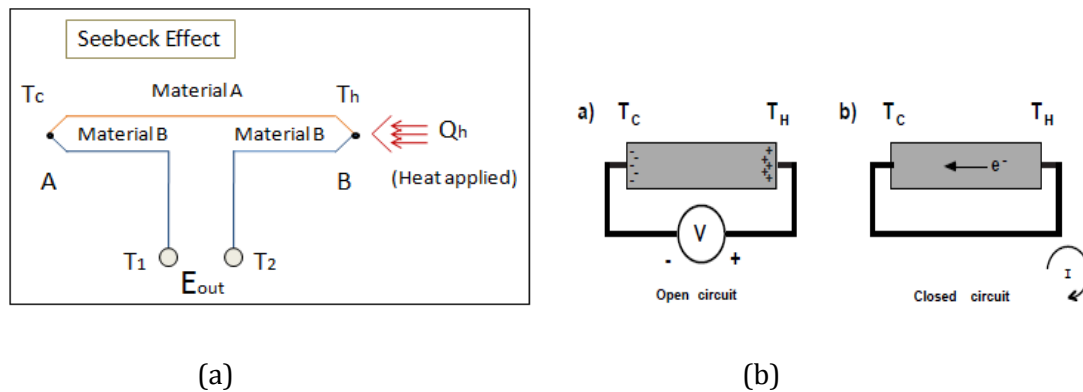 Seebeck Effect
Material A
Tc
Th
Material B
Material B
Qh
A
B
(Heat applied)
T1
T2
Eout
a)
TC
TH
- - - - -
+ + + + + +
V
-
+
Open circuit
b)
TC
TH
e-
I
Closed circuit
(a)
(b)